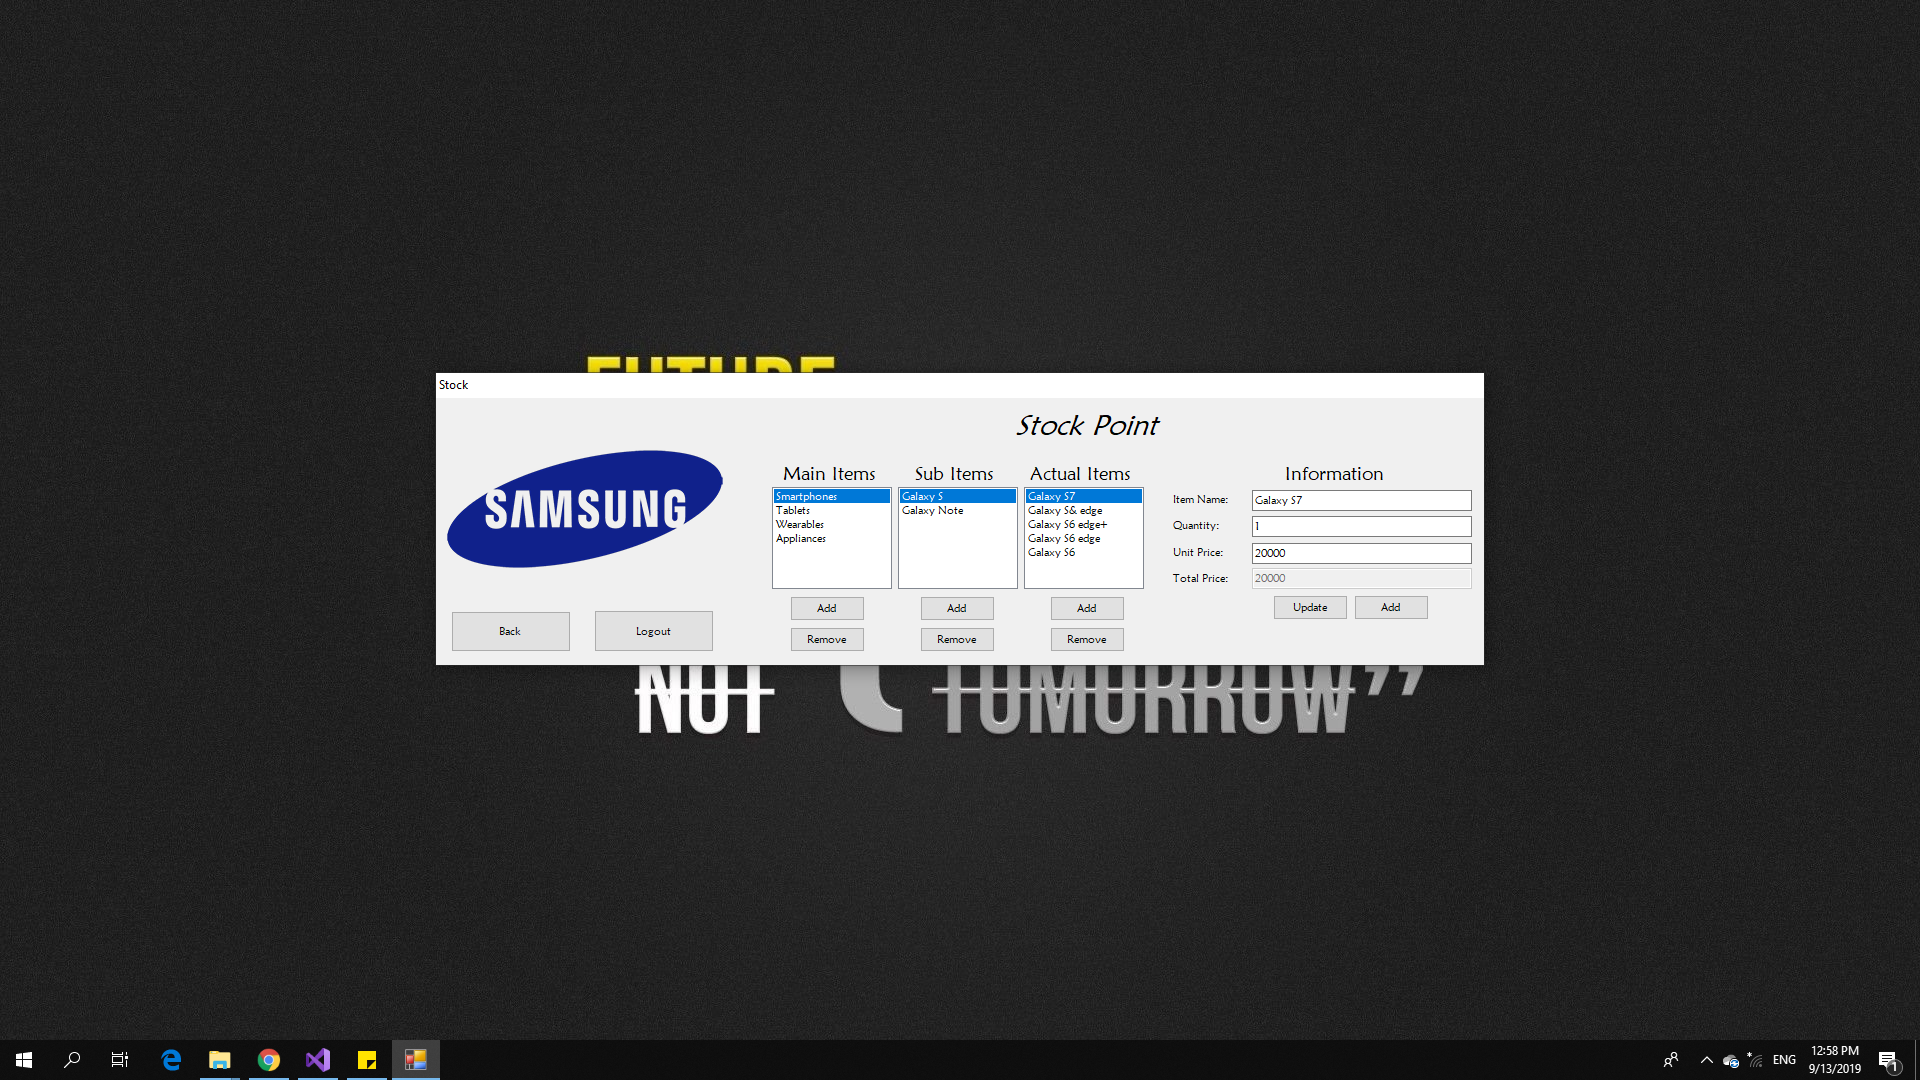 FUTURE
Stock
Stock Point
SAMSUNG
Main Items
Smartphones
Tablets
Wearables
Appliances
Add
Remove
Sub Items
Galaxy S
Galaxy Note
Add
Remove
Actual Items
Galaxy S7
Galaxy S& edge
Galaxy S6 edge+
Galaxy S6 edge
Galaxy S6
Add
Remove
Information
Item Name: Galaxy S7
Quantity: 1
Unit Price: 20000
Total Price: 20000
Update Add
Back Logout
NOT TOMORROW”
ENG
12:58 PM
9/13/2019
1